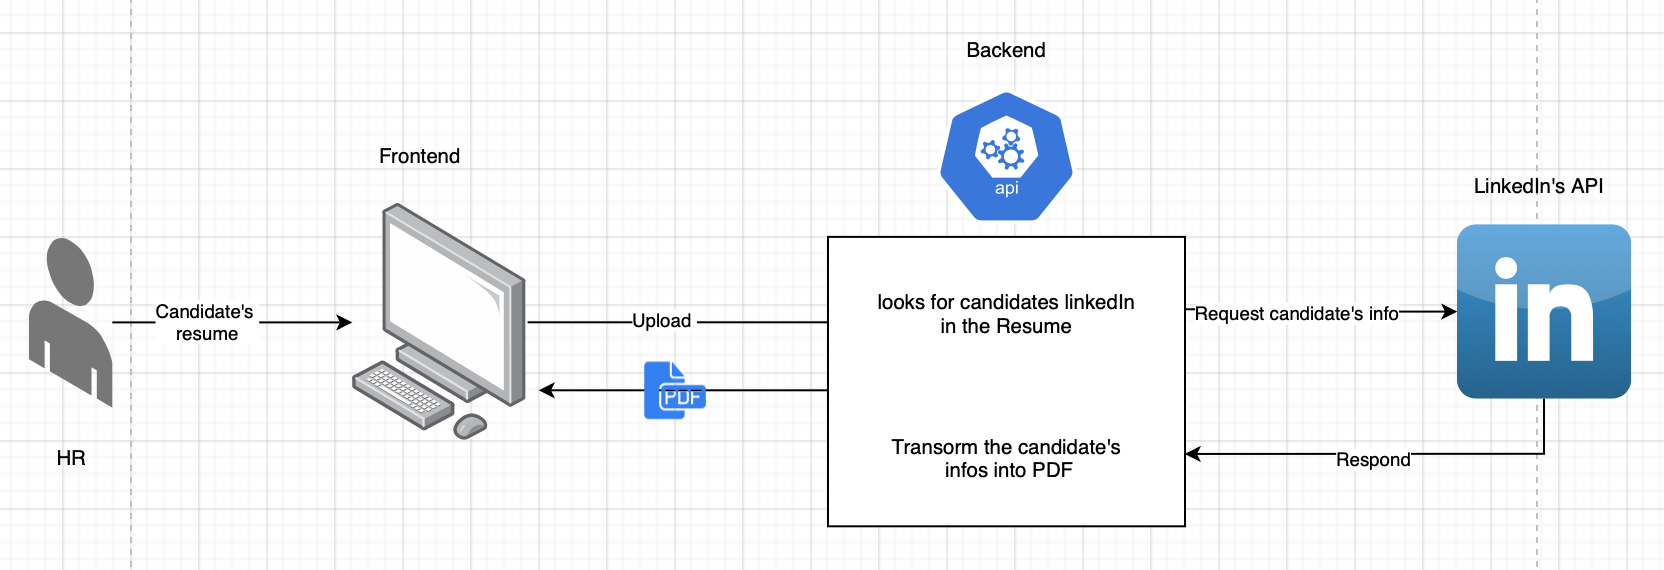 Backend
Frontend
api
LinkedIn's API
in
Candidate's
resume
Upload
looks for candidates linkedIn
in the Resume
Request candidate's info
PDF
Transorm the candidate's
infos into PDF
Respond
HR